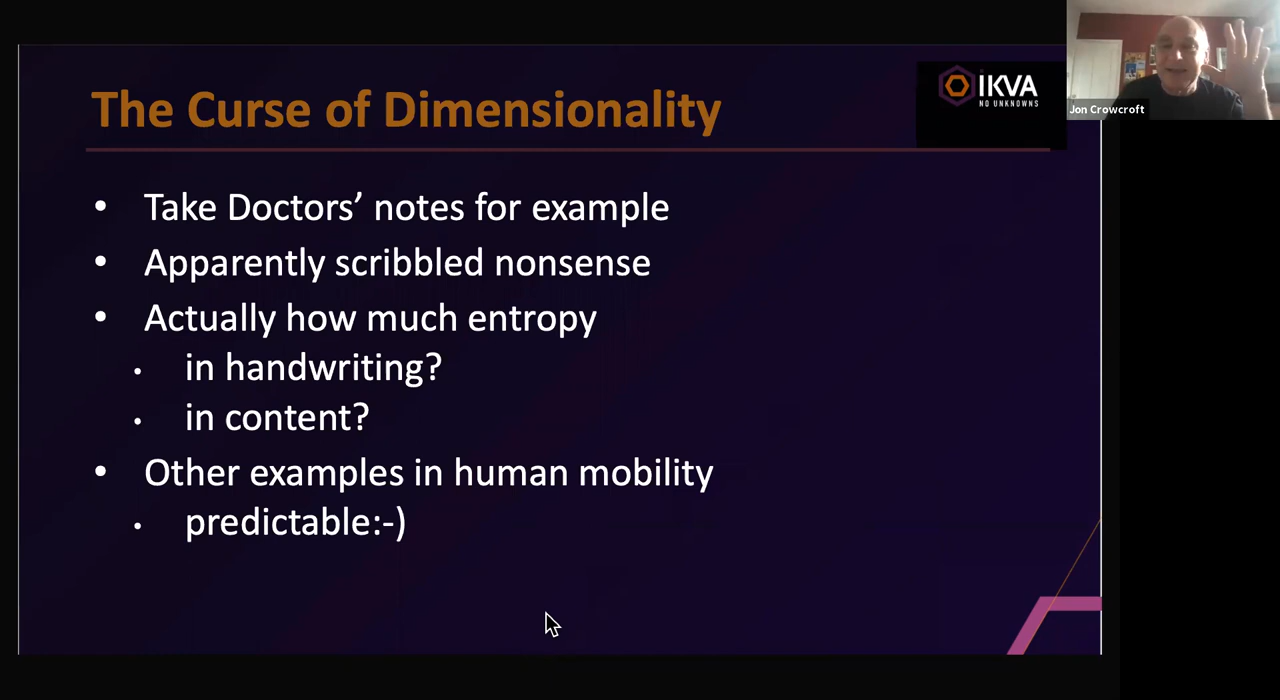 The Curse of Dimensionality
IKVA
NO UNKNOWNS
Jon Crowcroft
• Take Doctors’ notes for example
• Apparently scribbled nonsense
• Actually how much entropy
• in handwriting?
• in content?
• Other examples in human mobility
• predictable:-)